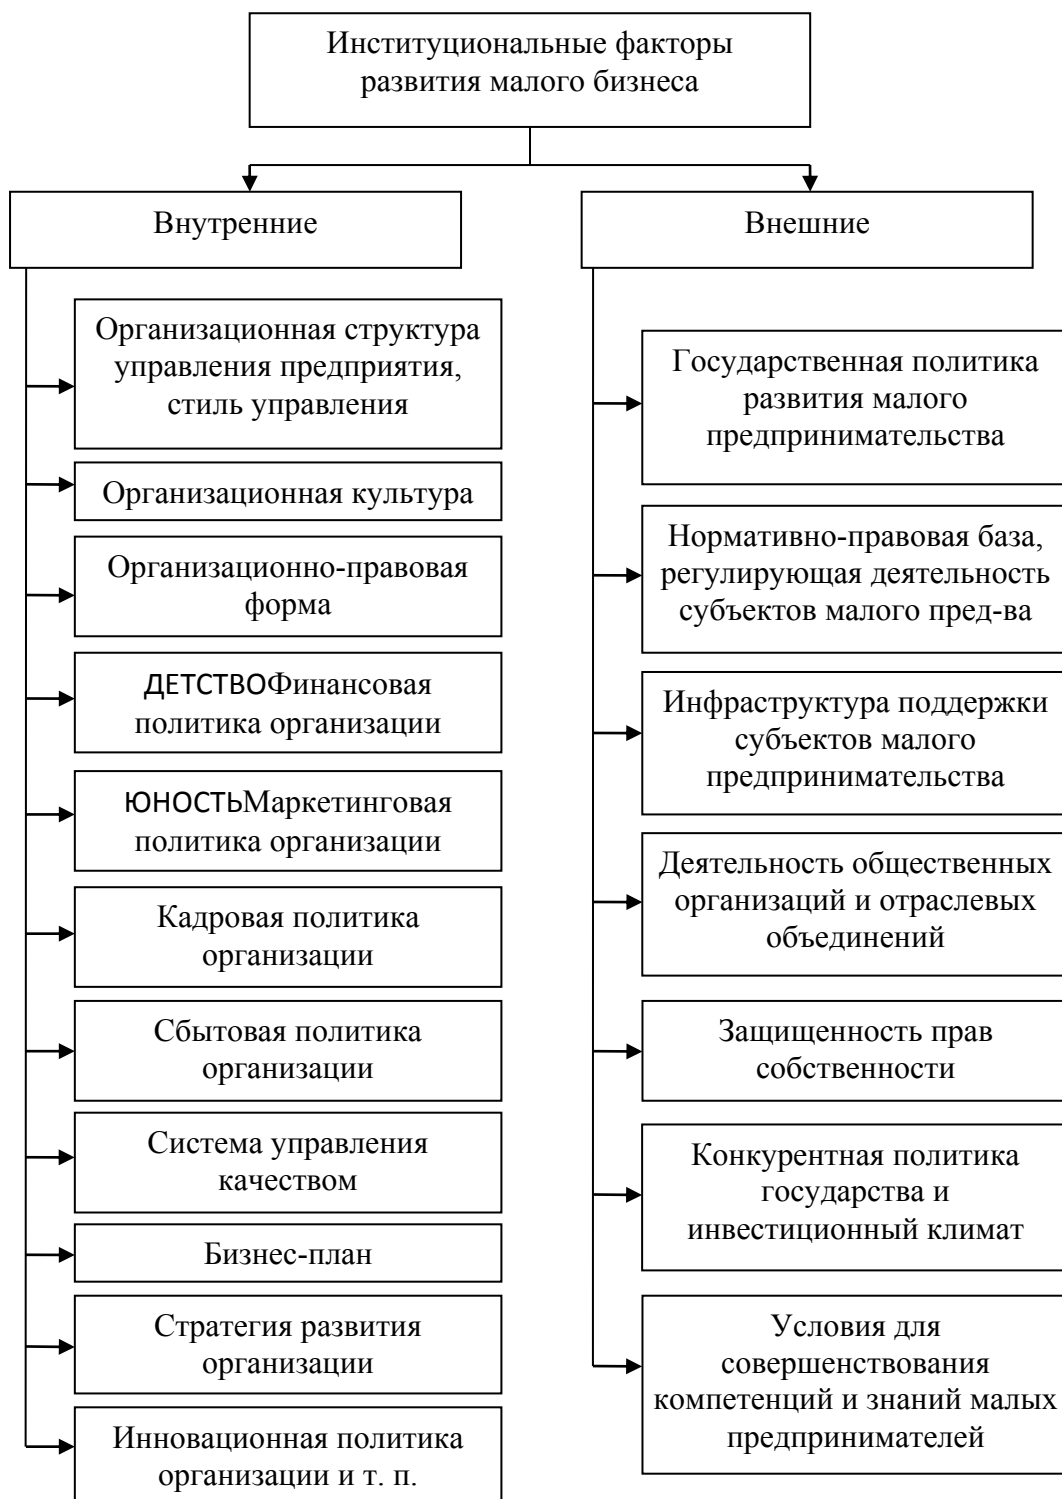 Институциональные факторы
развития малого бизнеса
Внутренние
Организационная структура
управления предприятия,
стиль управления
Организационная культура
Организационно-правовая
форма
ДЕТСТВОФинансовая
политика организации
ЮНОСТЬМаркетинговая
политика организации
Кадровая политика
организации
Сбытовая политика
организации
Система управления
качеством
Бизнес-план
Стратегия развития
организации
Инновационная политика
организации и т. п.
Внешние
Государственная политика
развития малого
предпринимательства
Нормативно-правовая база,
регулирующая деятельность
субъектов малого пред-ва
Инфраструктура поддержки
субъектов малого
предпринимательства
Деятельность общественных
организаций и отраслевых
объединений
Защищенность прав
собственности
Конкурентная политика
государства и
инвестиционный климат
Условия для
совершенствования
компетенций и знаний малых
предпринимателей